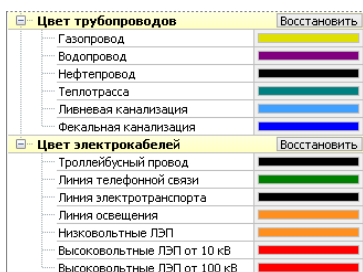 Цвет трубопроводов Восстановить
Газопровод
Водопровод
Нефтепровод
Теплотрасса
Ливневая канализация
Фекальная канализация
Цвет электрокабелей Восстановить
Троллейбусный провод
Линия телефонной связи
Линия электротранспорта
Линия освещения
Низковольтные ЛЭП
Высоковольтные ЛЭП от 10 кВ
Высоковольтные ЛЭП от 100 кВ